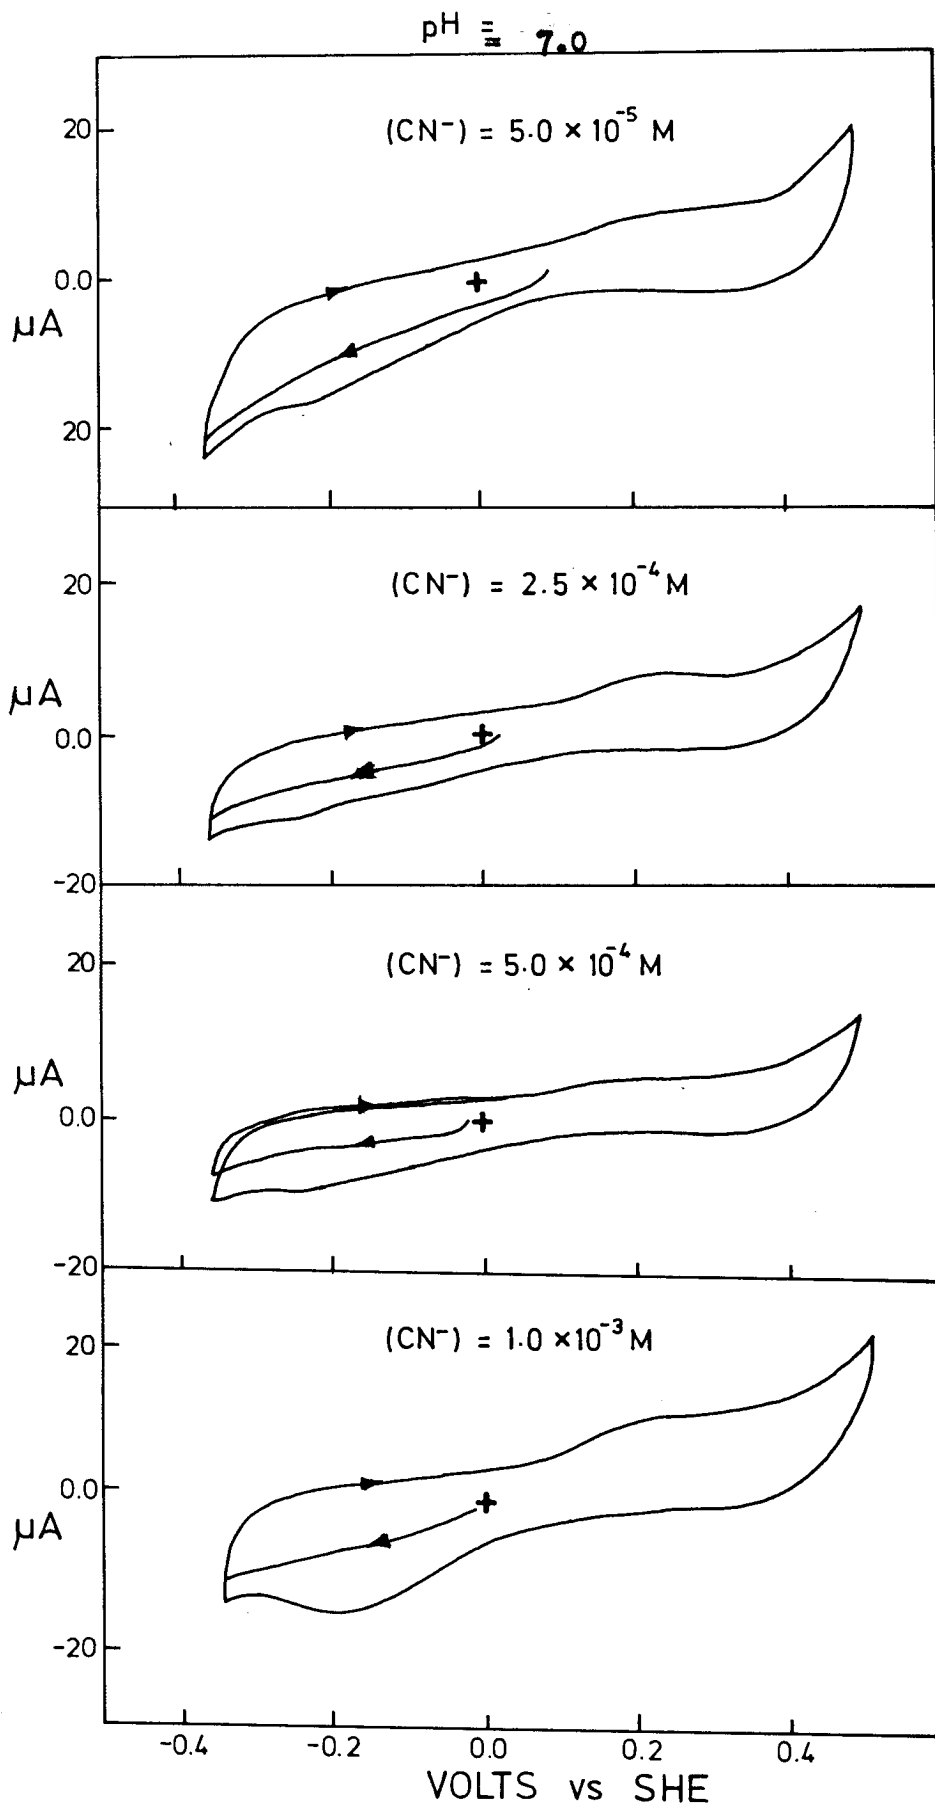 pH = 7.0
(CN⁻) = 5.0 × 10⁻⁵ M
20
0.0
μA
20
(CN⁻) = 2.5 × 10⁻⁴ M
20
μA
0.0
-20
(CN⁻) = 5.0 × 10⁻⁴ M
20
μA
0.0
-20
(CN⁻) = 1.0 × 10⁻³ M
20
0.0
μA
-20
-0.4 -0.2 0.0 0.2 0.4
VOLTS vs SHE